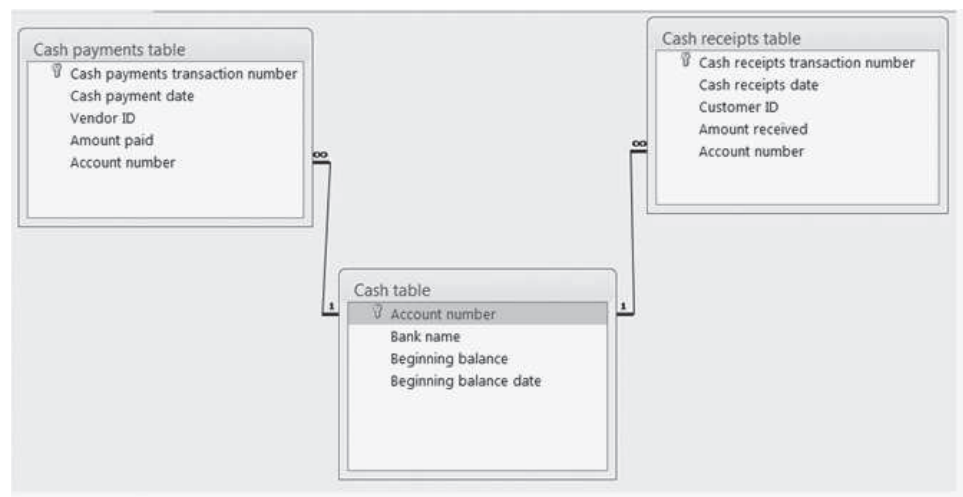 Cash payments table
Cash payments transaction number
Cash payment date
Vendor ID
Amount paid
Account number
∞
1
Cash receipts table
Cash receipts transaction number
Cash receipts date
Customer ID
Amount received
Account number
∞
1
Cash table
Account number
Bank name
Beginning balance
Beginning balance date